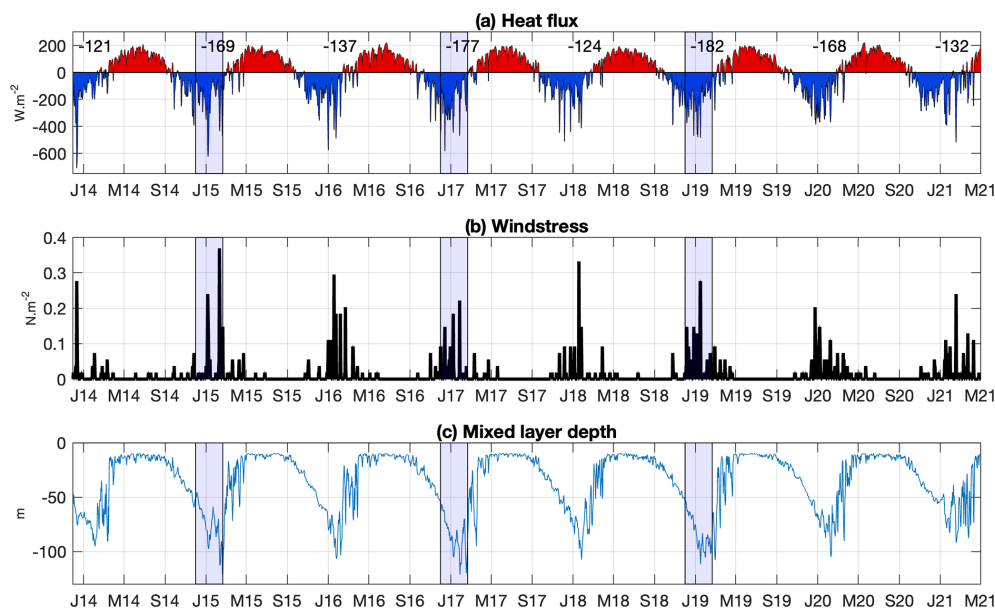 (a) Heat flux
-121 -169 -137 -177 -124 -182 -168 -132
200
0
-200
-400
-600
W.m-2
J14 M14 S14 J15 M15 S15 J16 M16 S16 J17 M17 S17 J18 M18 S18 J19 M19 S19 J20 M20 S20 J21 M21
(b) Windstress
0.4
0.3
0.2
0.1
0
N.m-2
J14 M14 S14 J15 M15 S15 J16 M16 S16 J17 M17 S17 J18 M18 S18 J19 M19 S19 J20 M20 S20 J21 M21
(c) Mixed layer depth
0
-50
-100
m
J14 M14 S14 J15 M15 S15 J16 M16 S16 J17 M17 S17 J18 M18 S18 J19 M19 S19 J20 M20 S20 J21 M21